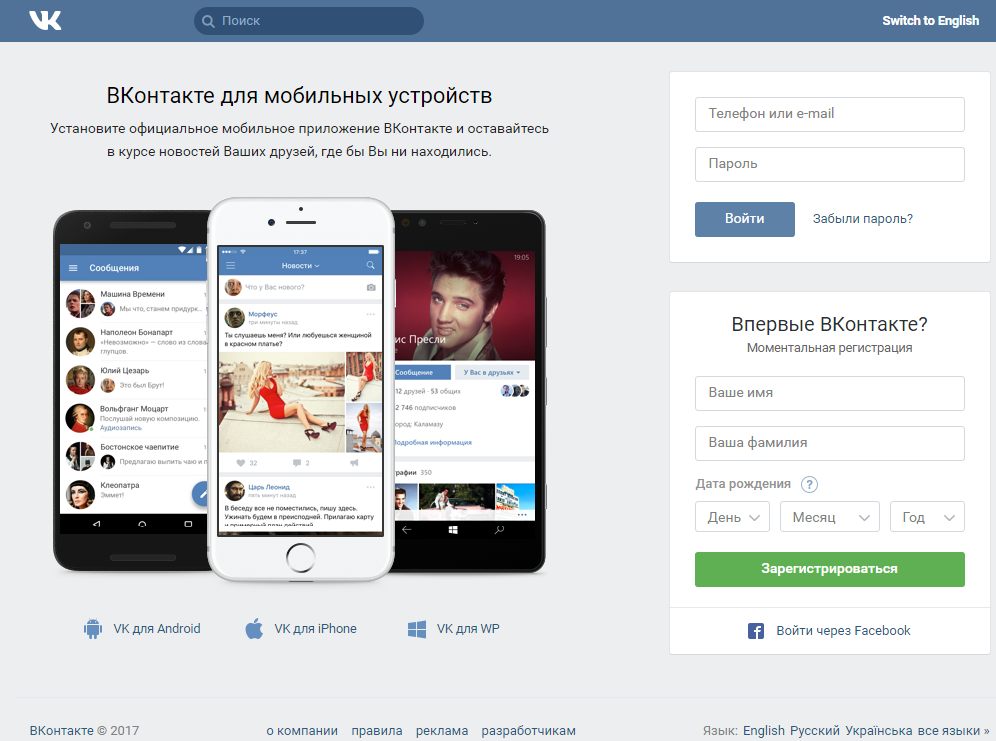 VK
Поиск
Switch to English
ВКонтакте для мобильных устройств
Установите официальное мобильное приложение ВКонтакте и оставайтесь
в курсе новостей Ваших друзей, где бы Вы ни находились.
Сообщения
Машина Времени
Мы что, станем придурк...
Наполеон Бонапарт
«Невозможно» — слово из слова
глупцов.
Юлий Цезарь
Это был Брут!
Вольфганг Моцарт
Послушай новую композицию.
Аудиозапись
Бостонское чаепитие
Предлагаю выпить чаю и п
Клеопатра
Эммет!
17:37
Новости
Что у Вас нового?
Морфеус
три минуты назад
Ты слушаешь меня? Или любуешься женщиной
в красном платье?
32
2
Царь Леонид
пять минут назад
В беседу все не поместились, пишу здесь.
Ужинать будем в преисподней. Прилагаю карту
и примерный план действий
19:05
ис Пресли
Сообщение
У Вас в друзьях
12 друзей · 53 общих
2 746 подписчиков
ород: Каламазу
одробная информация
графии 350
VK для Android
VK для iPhone
VK для WP
Телефон или e-mail
Пароль
Войти
Забыли пароль?
Впервые ВКонтакте?
Моментальная регистрация
Ваше имя
Ваша фамилия
Дата рождения ?
День
Месяц
Год
Зарегистрироваться
Войти через Facebook
ВКонтакте © 2017
о компании правила реклама разработчикам
Язык: English Русский Українська все языки »